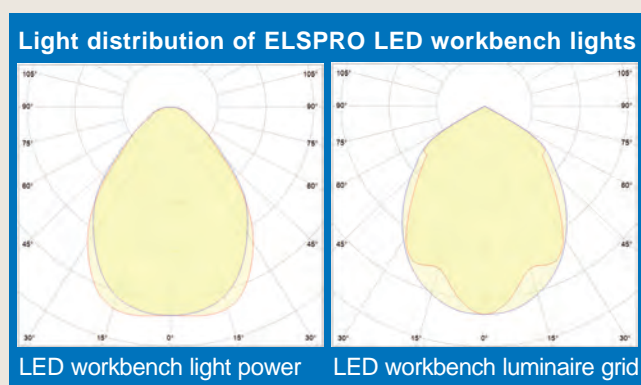 Light distribution of ELSPRO LED workbench lights
105° 105° 105° 105°
90° 90° 90° 90°
75° 75° 75° 75°
60° 60° 60° 60°
45° 45° 45° 45°
30° 15° 0° 15° 30° 30° 15° 0° 15° 30°
LED workbench light power LED workbench luminaire grid